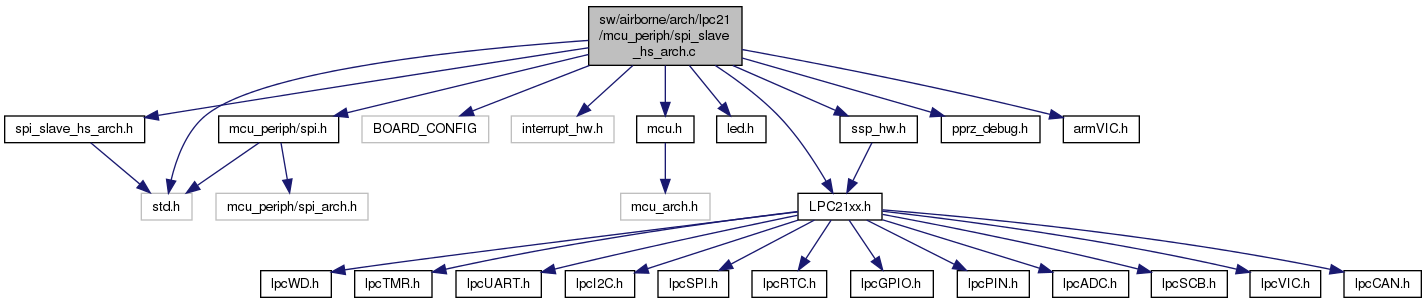 sw/airborne/arch/lpc21
/mcu_periph/spi_slave
_hs_arch.c
spi_slave_hs_arch.h
mcu_periph/spi.h
BOARD_CONFIG
interrupt_hw.h
mcu.h
led.h
ssp_hw.h
pprz_debug.h
armVIC.h
std.h
mcu_periph/spi_arch.h
mcu_arch.h
LPC21xx.h
lpcWD.h
lpcTMR.h
lpcUART.h
lpcI2C.h
lpcSPI.h
lpcRTC.h
lpcGPIO.h
lpcPIN.h
lpcADC.h
lpcSCB.h
lpcVIC.h
lpcCAN.h